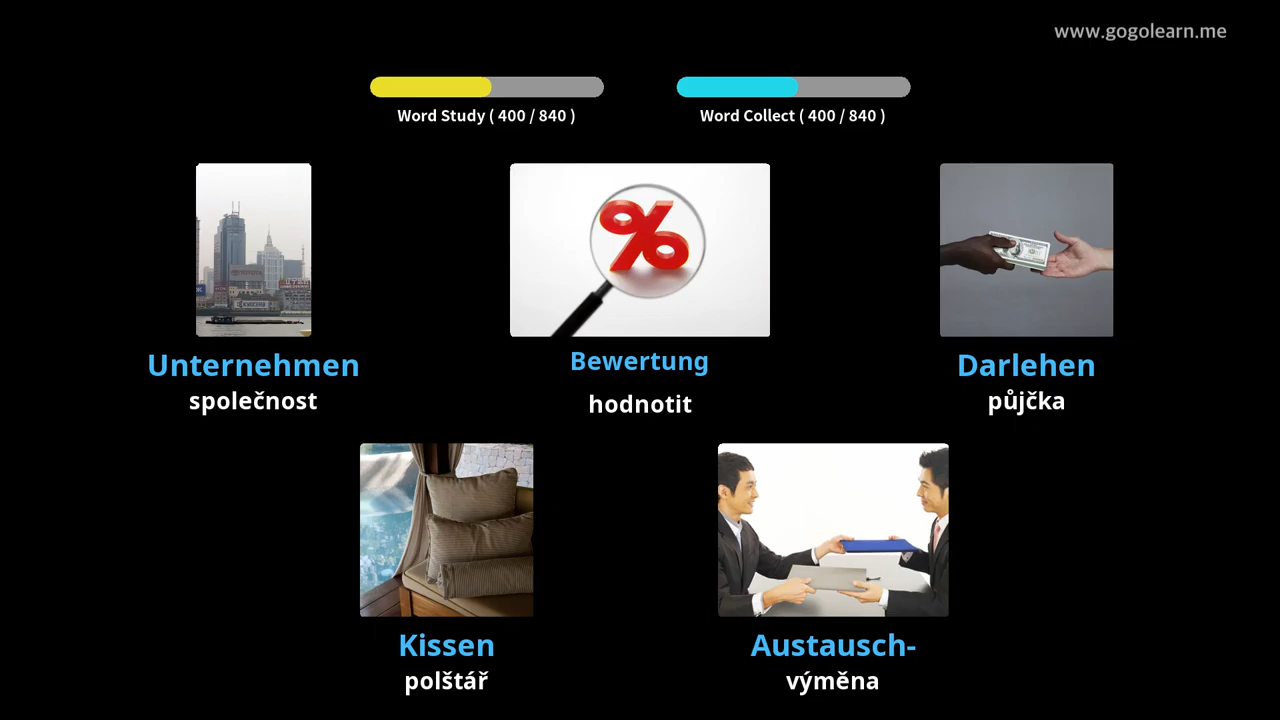 www.gogolearn.me
Word Study ( 400 / 840 )
Word Collect ( 400 / 840 )
Unternehmen
společnost
Bewertung
hodnotit
Darlehen
půjčka
Kissen
polštář
Austausch-
výměna